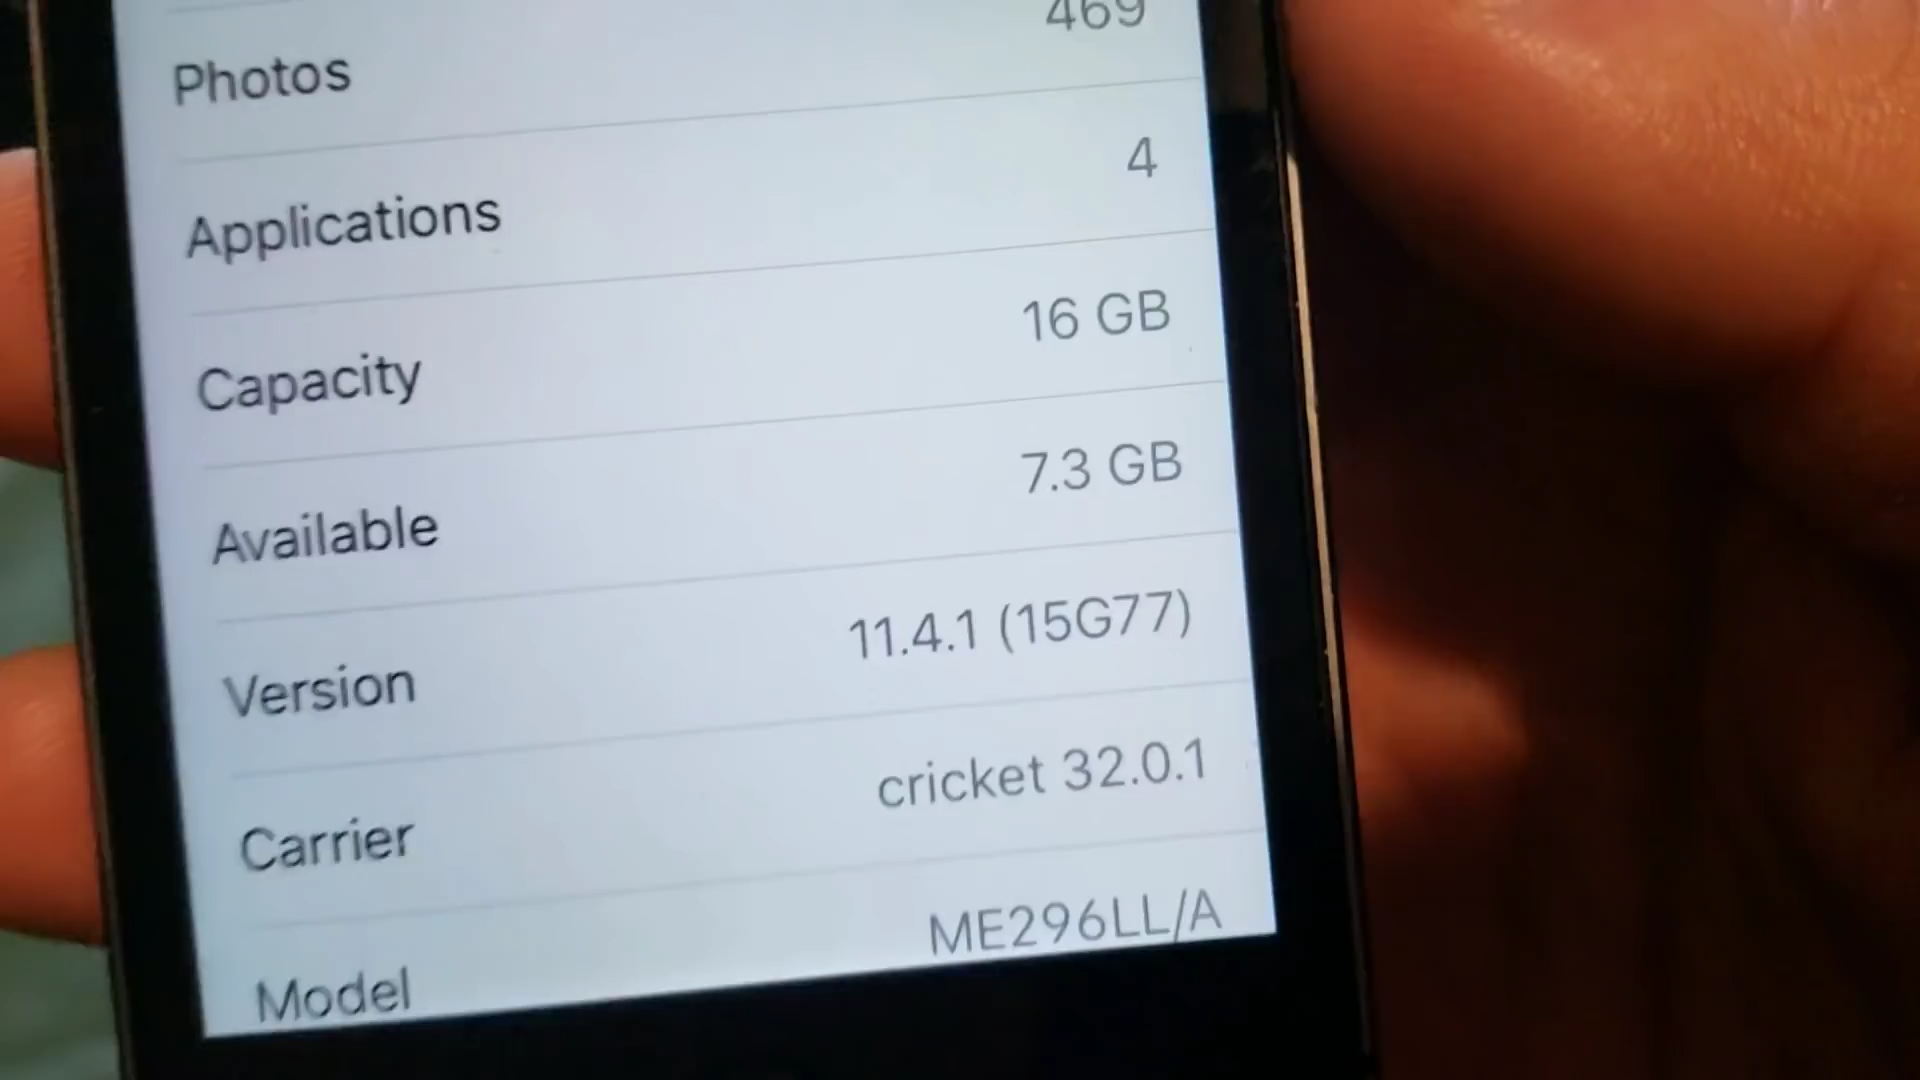 Photos 469
Applications 4
Capacity 16 GB
Available 7.3 GB
Version 11.4.1 (15G77)
Carrier cricket 32.0.1
Model ME296LL/A